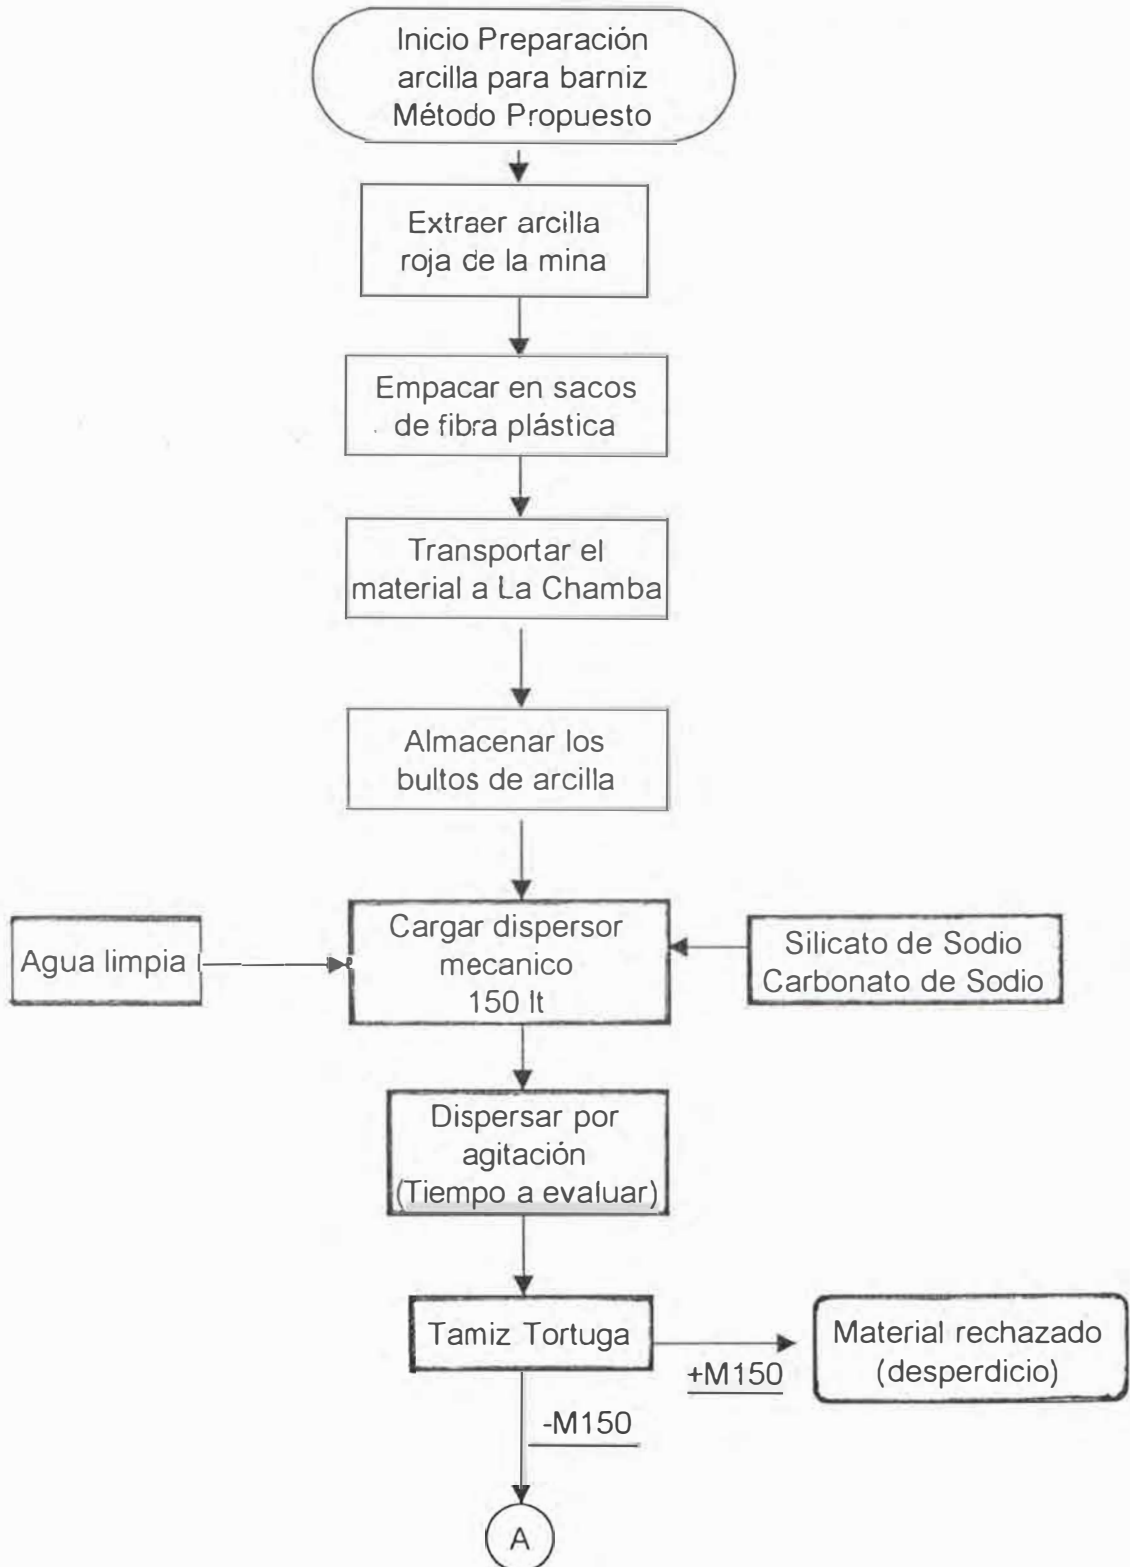 Inicio Preparación
arcilla para barniz
Método Propuesto
Extraer arcilla
roja de la mina
Empacar en sacos
de fibra plástica
Transportar el
material a La Chamba
Almacenar los
bultos de arcilla
Agua limpia
Cargar dispersor
mecanico
150 lt
Silicato de Sodio
Carbonato de Sodio
Dispersar por
agitación
(Tiempo a evaluar)
Tamiz Tortuga
+M150
Material rechazado
(desperdicio)
-M150
A